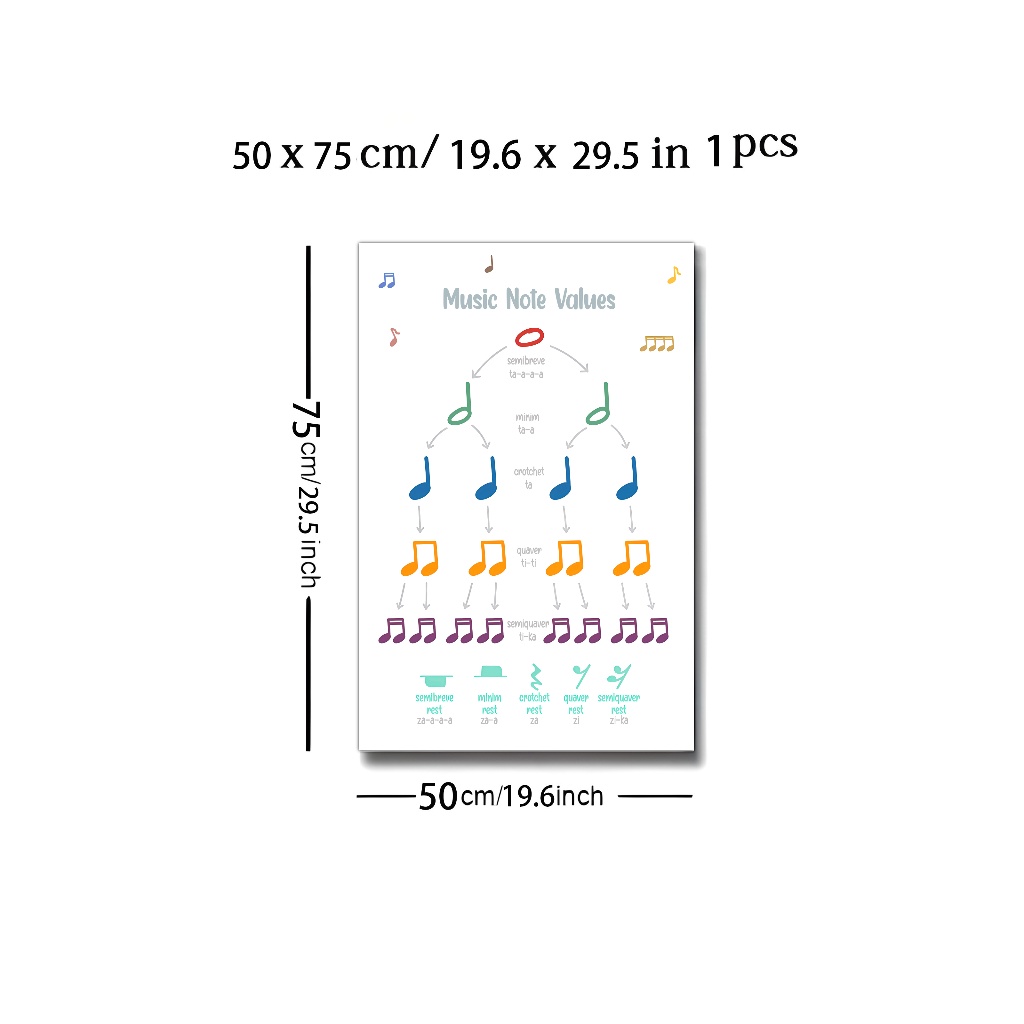 50 x 75 cm/ 19.6 x 29.5 in 1 pcs
Music Note Values
semibreve
ta-a-a-a
minim
ta-a
crotchet
ta
quaver
ti-ti
semiquaver
ti-ka
semibreve rest
za-a-a-a
minim rest
za-a
crotchet rest
za
quaver rest
zi
semiquaver rest
zi-ka
75cm/29.5 inch
50cm/19.6inch